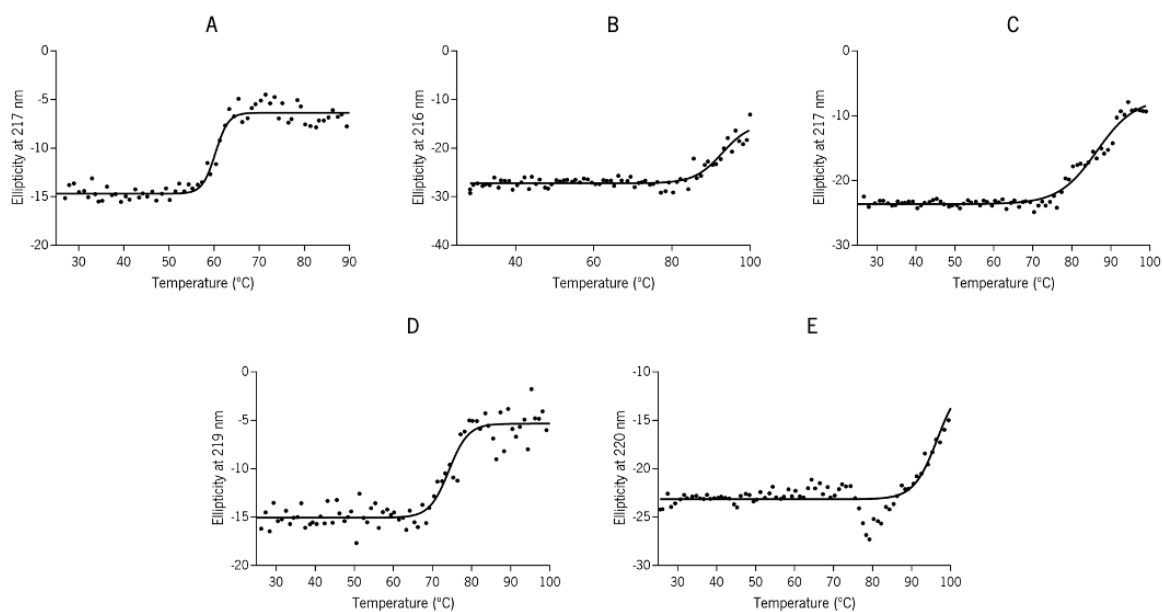 A
B
C
0
-5
-10
-15
-20
Ellipticity at 217 nm
30 40 50 60 70 80 90
Temperature (°C)
0
-10
-20
-30
-40
Ellipticity at 216 nm
40 60 80 100
Temperature (°C)
0
-10
-20
-30
Ellipticity at 217 nm
30 40 50 60 70 80 90 100
Temperature (°C)
D
E
0
-5
-10
-15
-20
Ellipticity at 219 nm
30 40 50 60 70 80 90 100
Temperature (°C)
-10
-15
-20
-25
-30
Ellipticity at 220 nm
30 40 50 60 70 80 90 100
Temperature (°C)